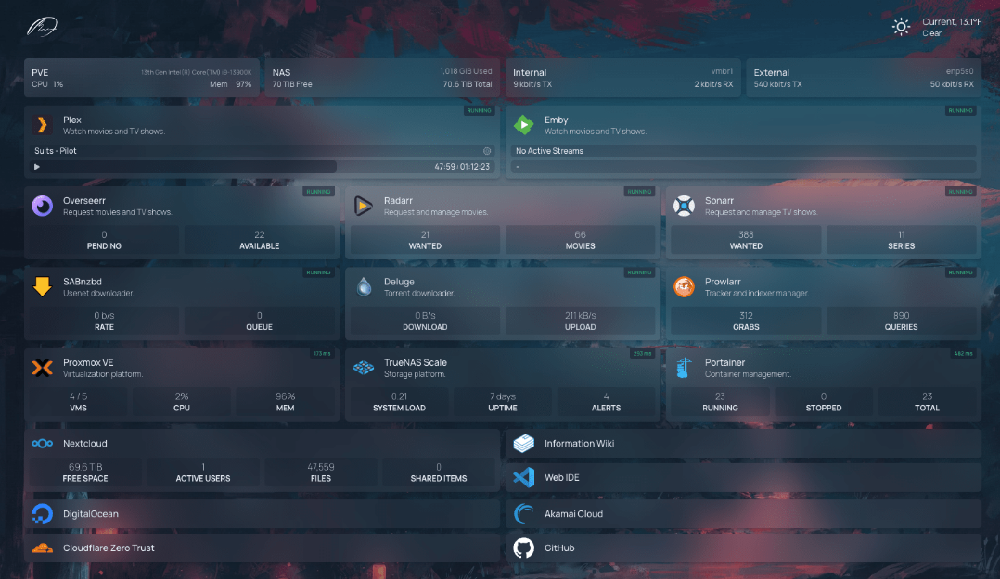 Current, 13.1°F
Clear
PVE 13th Gen Intel(R) Core(TM) i9-13900K
CPU 1% Mem 97%
NAS 1,018 GiB Used
70 TiB Free 70.6 TiB Total
Internal vmbr1
9 kbit/s TX 2 kbit/s RX
External enp5s0
540 kbit/s TX 50 kbit/s RX
RUNNING
Plex
Watch movies and TV shows.
Suits - Pilot
47:59 01:12:23
RUNNING
Emby
Watch movies and TV shows.
No Active Streams
-
RUNNING
Overseerr
Request movies and TV shows.
0 22
PENDING AVAILABLE
RUNNING
Radarr
Request and manage movies.
21 66
WANTED MOVIES
RUNNING
Sonarr
Request and manage TV shows.
388 11
WANTED SERIES
RUNNING
SABnzbd
Usenet downloader.
0 b/s 0
RATE QUEUE
RUNNING
Deluge
Torrent downloader.
0 B/s 211 kB/s
DOWNLOAD UPLOAD
RUNNING
Prowlarr
Tracker and indexer manager.
312 890
GRABS QUERIES
173 ms
Proxmox VE
Virtualization platform.
4 / 5 2% 96%
VMS CPU MEM
253 ms
TrueNAS Scale
Storage platform.
0.21 7 days 4
SYSTEM LOAD UPTIME ALERTS
482 ms
Portainer
Container management.
23 0 23
RUNNING STOPPED TOTAL
Nextcloud
69.6 TiB 1 47,559 0
FREE SPACE ACTIVE USERS FILES SHARED ITEMS
Information Wiki
Web IDE
DigitalOcean
Akamai Cloud
Cloudflare Zero Trust
GitHub